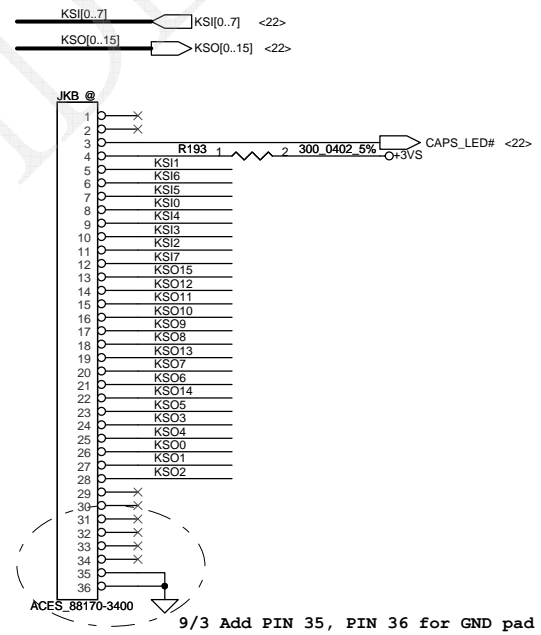 KSI[0..7]
KSI[0..7] <22>
KSO[0..15]
KSO[0..15] <22>
JKB @
1
2
3
CAPS_LED# <22>
4 R193 1 2 300_0402_5% +3VS
5 KSI1
6 KSI6
7 KSI5
8 KSI0
9 KSI4
10 KSI3
11 KSI2
12 KSI7
13 KSO15
14 KSO12
15 KSO11
16 KSO10
17 KSO9
18 KSO8
19 KSO13
20 KSO7
21 KSO6
22 KSO14
23 KSO5
24 KSO3
25 KSO4
26 KSO0
27 KSO1
28 KSO2
29
30
31
32
33
34
35
36
ACES_88170-3400
9/3 Add PIN 35, PIN 36 for GND pad